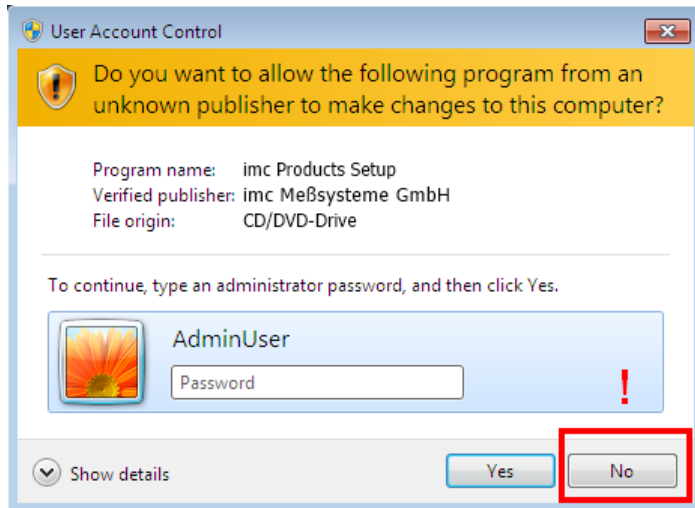 User Account Control
Do you want to allow the following program from an
unknown publisher to make changes to this computer?
Program name: imc Products Setup
Verified publisher: imc Meßsysteme GmbH
File origin: CD/DVD-Drive
To continue, type an administrator password, and then click Yes.
AdminUser
Password
!
Show details
Yes
No